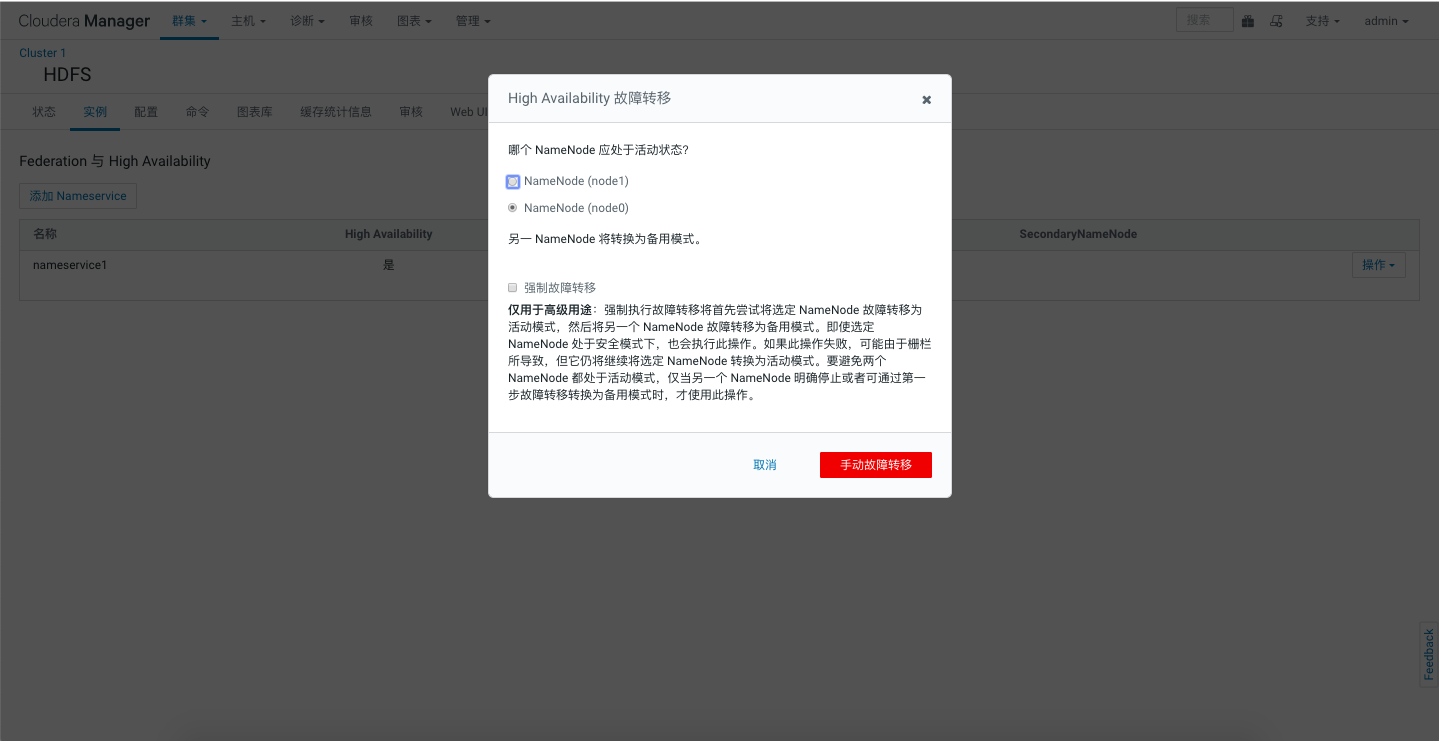 Cloudera Manager 群集 主机 诊断 审核 图表 管理 搜索 支持 admin
Cluster 1
HDFS
状态 实例 配置 命令 图表库 缓存统计信息 审核 Web UI
Federation 与 High Availability
添加 Nameservice
名称 High Availability SecondaryNameNode
nameservice1 是 操作
High Availability 故障转移
哪个 NameNode 应处于活动状态?
NameNode (node1)
NameNode (node0)
另一 NameNode 将转换为备用模式。
强制故障转移
仅用于高级用途：强制执行故障转移将首先尝试将选定 NameNode 故障转移为
活动模式，然后将另一个 NameNode 故障转移为备用模式。即使选定
NameNode 处于安全模式下，也会执行此操作。如果此操作失败，可能由于栅栏
所导致，但它仍将继续将选定 NameNode 转换为活动模式。要避免两个
NameNode 都处于活动模式，仅当另一个 NameNode 明确停止或者可通过第一
步故障转移转换为备用模式时，才使用此操作。
取消 手动故障转移
Feedback